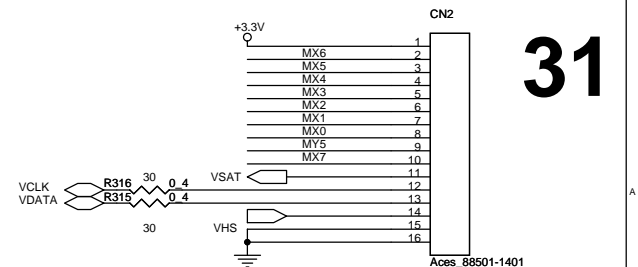 CN2
31
+3.3V
1
MX6 2
MX5 3
MX4 4
MX3 5
MX2 6
MX1 7
MX0 8
MY5 9
MX7 10
VSAT 11
VCLK R316 30 0_4 12
VDATA R315 0_4 13
30
14
VHS 15
16
A
Aces_88501-1401